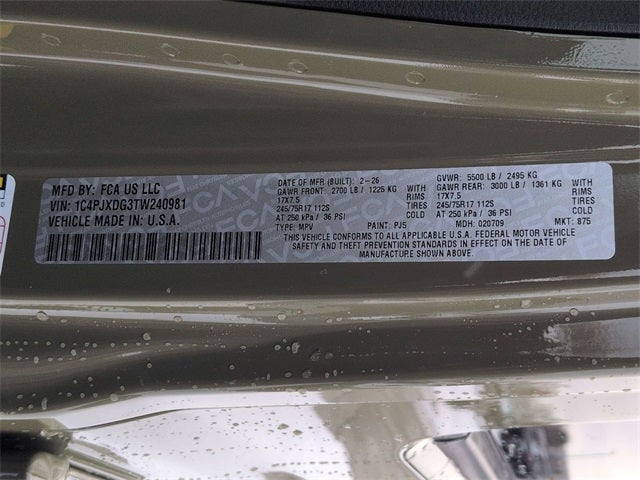 MFD BY: FCA US LLC
VIN: 1C4PJXDG3TW240981
VEHICLE MADE IN U.S.A.
DATE OF MFR (BUILT): 2-26 GVWR: 5500 LB / 2495 KG
GAWR FRONT: 2700 LB / 1225 KG WITH GAWR REAR: 3000 LB / 1361 KG WITH
17X7.5 RIMS 17X7.5 RIMS
245/75R17 112S TIRES 245/75R17 112S TIRES
AT 250 kPa / 36 PSI COLD AT 250 kPa / 36 PSI COLD
TYPE: MPV PAINT: PJ5 MDH: 020709 MKT: 875
THIS VEHICLE CONFORMS TO ALL APPLICABLE U.S.A. FEDERAL MOTOR VEHICLE
SAFETY AND THEFT PREVENTION STANDARDS IN EFFECT ON THE DATE OF
MANUFACTURE SHOWN ABOVE.